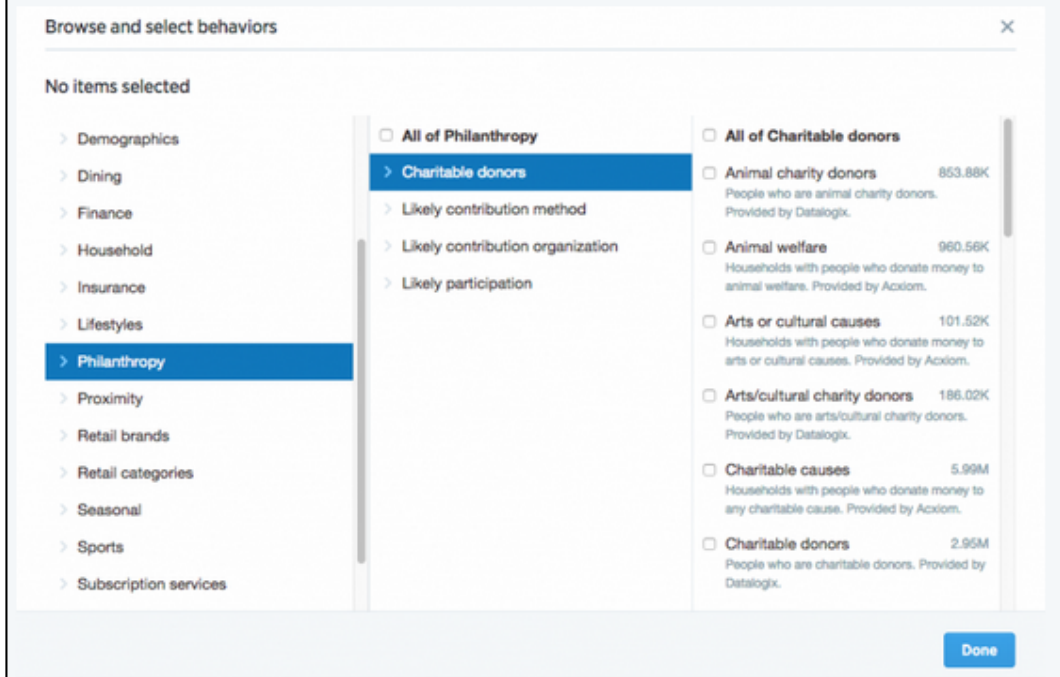 Browse and select behaviors
×
No items selected
Demographics
Dining
Finance
Household
Insurance
Lifestyles
Philanthropy
Proximity
Retail brands
Retail categories
Seasonal
Sports
Subscription services
All of Philanthropy
Charitable donors
Likely contribution method
Likely contribution organization
Likely participation
All of Charitable donors
Animal charity donors 853.88K
People who are animal charity donors.
Provided by Datalogix.
Animal welfare 960.56K
Households with people who donate money to
animal welfare. Provided by Acxiom.
Arts or cultural causes 101.52K
Households with people who donate money to
arts or cultural causes. Provided by Acxiom.
Arts/cultural charity donors 186.02K
People who are arts/cultural charity donors.
Provided by Datalogix.
Charitable causes 5.99M
Households with people who donate money to
any charitable cause. Provided by Acxiom.
Charitable donors 2.95M
People who are charitable donors. Provided by
Datalogix.
Done